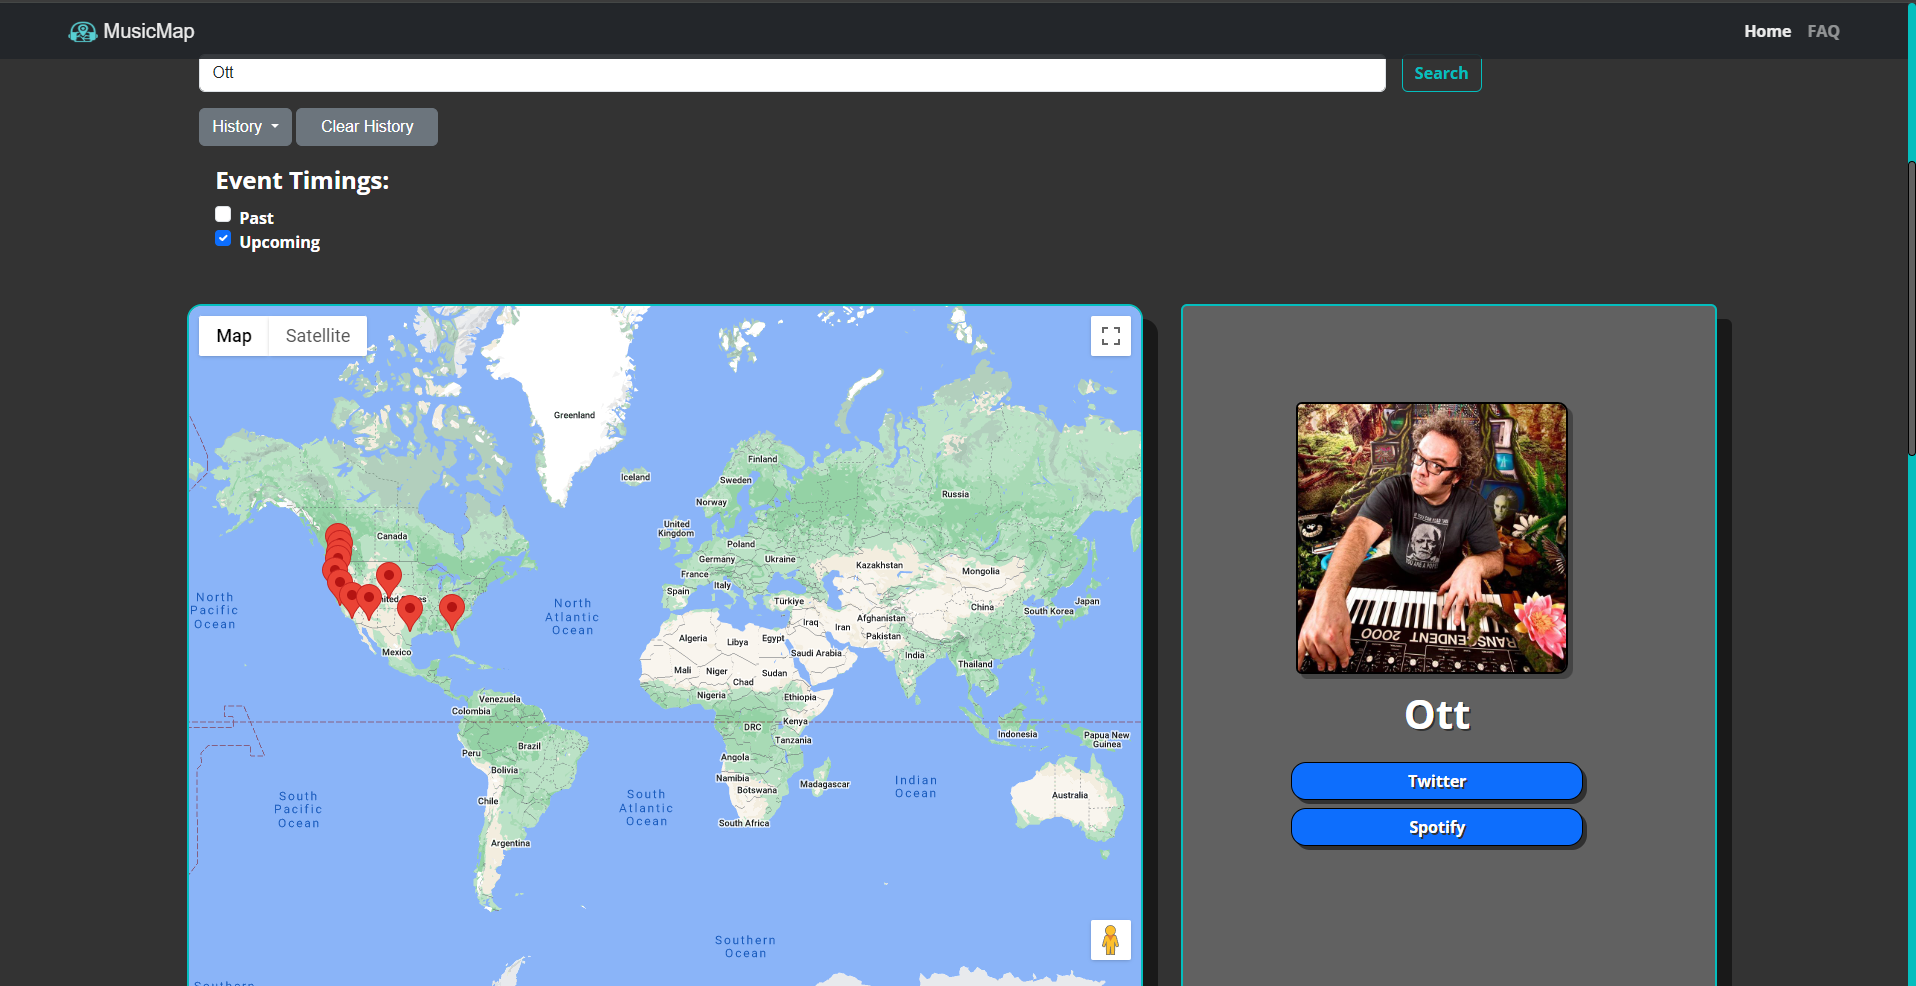 MusicMap
Home FAQ
Ott
Search
History
Clear History
Event Timings:
Past
Upcoming
Map
Satellite
Greenland
Iceland
Finland
Sweden
Norway
Russia
United
Kingdom
Canada
Poland
Germany
Ukraine
France
Kazakhstan
Mongolia
Italy
Spain
North
Pacific
Ocean
North
Atlantic
Ocean
Türkiye
China
Japan
South Korea
Iraq
Iran
Afghanistan
Pakistan
Algeria
Libya
Egypt
Mexico
Saudi Arabia
India
Thailand
Mali
Niger
Sudan
Chad
Nigeria
Ethiopia
Venezuela
Colombia
DRC
Kenya
Tanzania
Indonesia
Papua New
Guinea
Brazil
Peru
Angola
Bolivia
Namibia
Botswana
Madagascar
Indian
Ocean
South
Pacific
Ocean
South
Atlantic
Ocean
Chile
South Africa
Australia
Argentina
Southern
Ocean
Southern
TRANSCENDENT 2000
Ott
Twitter
Spotify